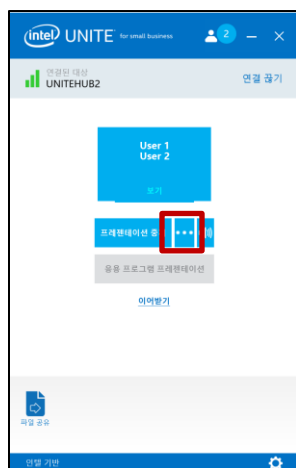 intel UNITE for small business 2
연결된 대상
UNITEHUB2
연결 끊기
User 1
User 2
보기
프레젠테이션
응용 프로그램 프레젠테이션
이어받기
파일 공유
인텔 기반